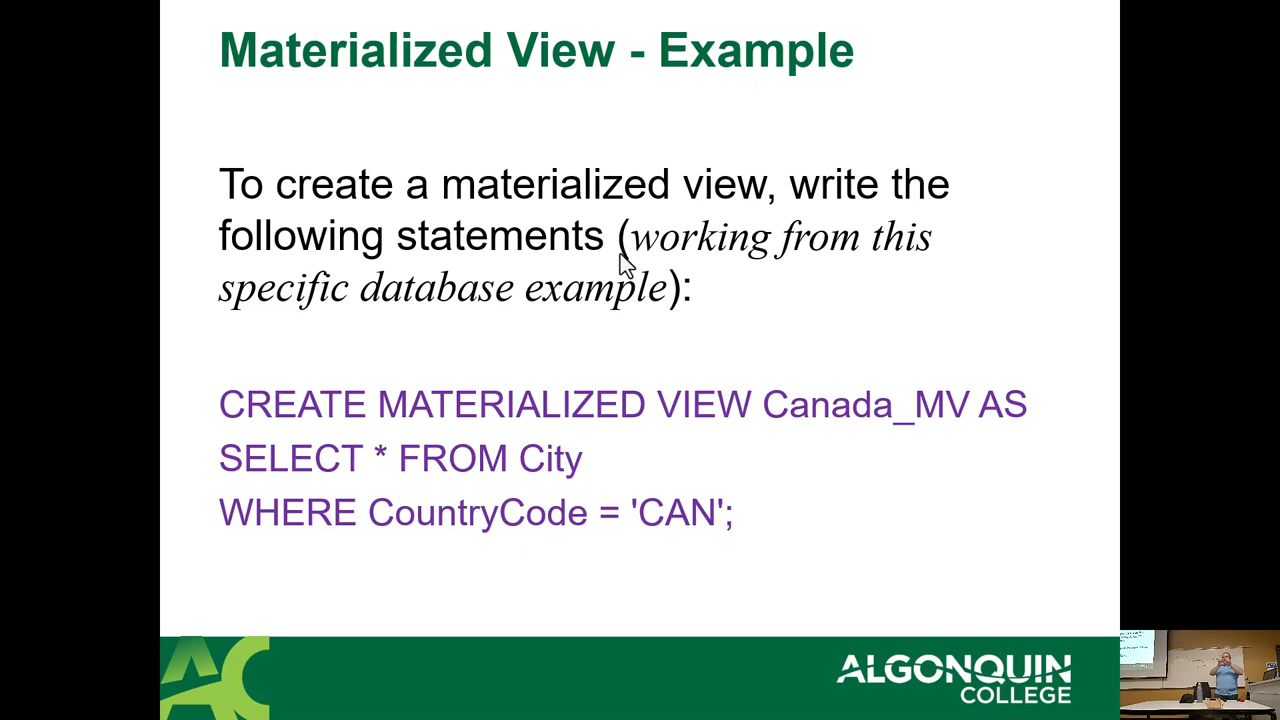 Materialized View - Example
To create a materialized view, write the
following statements (working from this
specific database example):
CREATE MATERIALIZED VIEW Canada_MV AS
SELECT * FROM City
WHERE CountryCode = 'CAN';
AC
ALGONQUIN
COLLEGE